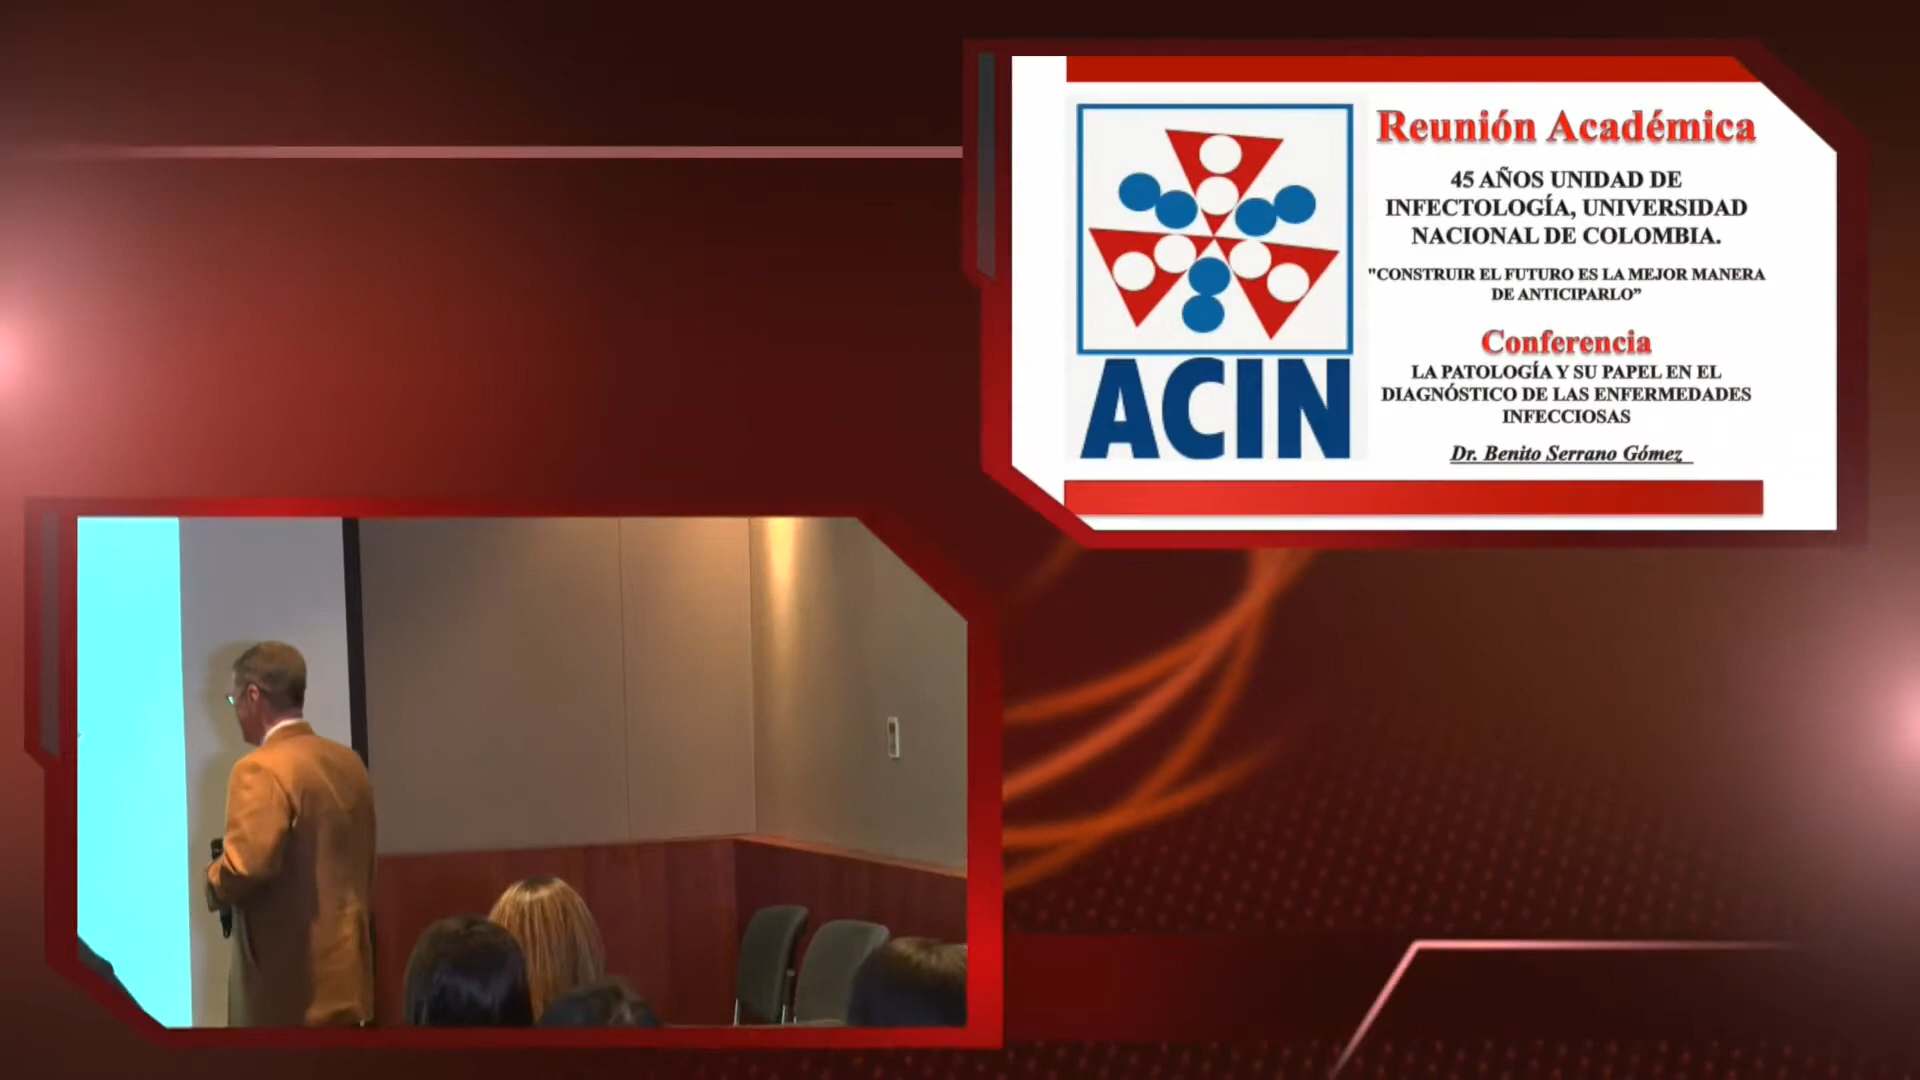 Reunión Académica
45 AÑOS UNIDAD DE
INFECTOLOGÍA, UNIVERSIDAD
NACIONAL DE COLOMBIA.
"CONSTRUIR EL FUTURO ES LA MEJOR MANERA
DE ANTICIPARLO”
Conferencia
LA PATOLOGÍA Y SU PAPEL EN EL
DIAGNÓSTICO DE LAS ENFERMEDADES
INFECCIOSAS
Dr. Benito Serrano Gómez
ACIN